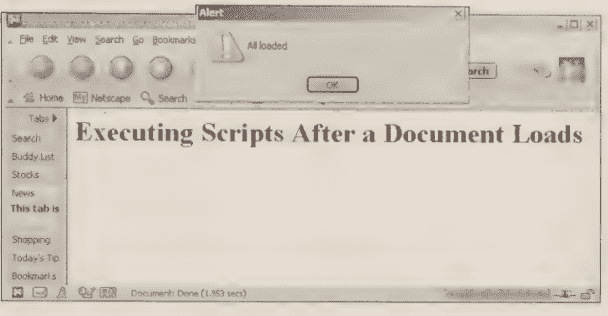 Alert
File Edit View Search Go Bookmarks
All loaded
OK
Home My Netscape Search
Tabs
Executing Scripts After a Document Loads
Search
Buddy List
Stocks
News
This tab is
Shopping
Today's Tip
Bookmarks
Document: Done (1.953 secs)